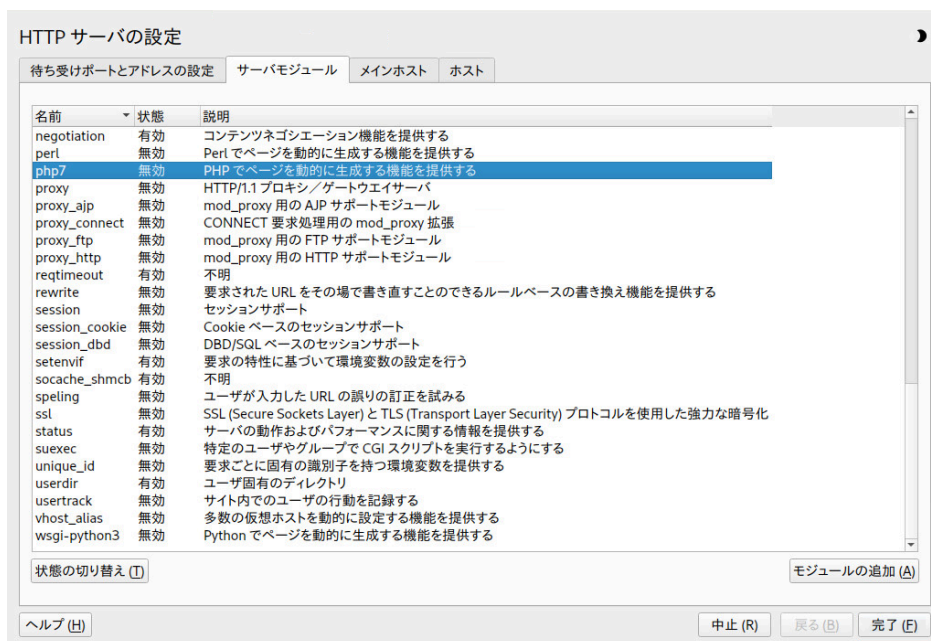 HTTP サーバの設定
待ち受けポートとアドレスの設定 サーバモジュール メインホスト ホスト
名前 状態 説明
negotiation 有効 コンテンツネゴシエーション機能を提供する
perl 無効 Perl でページを動的に生成する機能を提供する
php7 無効 PHP でページを動的に生成する機能を提供する
proxy 無効 HTTP/1.1 プロキシ／ゲートウエイサーバ
proxy_ajp 無効 mod_proxy 用の AJP サポートモジュール
proxy_connect 無効 CONNECT 要求処理用の mod_proxy 拡張
proxy_ftp 無効 mod_proxy 用の FTP サポートモジュール
proxy_http 無効 mod_proxy 用の HTTP サポートモジュール
reqtimeout 有効 不明
rewrite 無効 要求された URL をその場で書き直すことのできるルールベースの書き換え機能を提供する
session 無効 セッションサポート
session_cookie 無効 Cookie ベースのセッションサポート
session_dbd 無効 DBD/SQL ベースのセッションサポート
setenvif 有効 要求の特性に基づいて環境変数の設定を行う
socache_shmcb 有効 不明
speling 無効 ユーザが入力した URL の誤りの訂正を試みる
ssl 無効 SSL (Secure Sockets Layer) と TLS (Transport Layer Security) プロトコルを使用した強力な暗号化
status 有効 サーバの動作およびパフォーマンスに関する情報を提供する
suexec 無効 特定のユーザやグループで CGI スクリプトを実行するようにする
unique_id 無効 要求ごとに固有の識別子を持つ環境変数を提供する
userdir 有効 ユーザ固有のディレクトリ
usertrack 無効 サイト内でのユーザの行動を記録する
vhost_alias 無効 多数の仮想ホストを動的に設定する機能を提供する
wsgi-python3 無効 Python でページを動的に生成する機能を提供する
状態の切り替え (T) モジュールの追加 (A)
ヘルプ (H) 中止 (R) 戻る (B) 完了 (F)